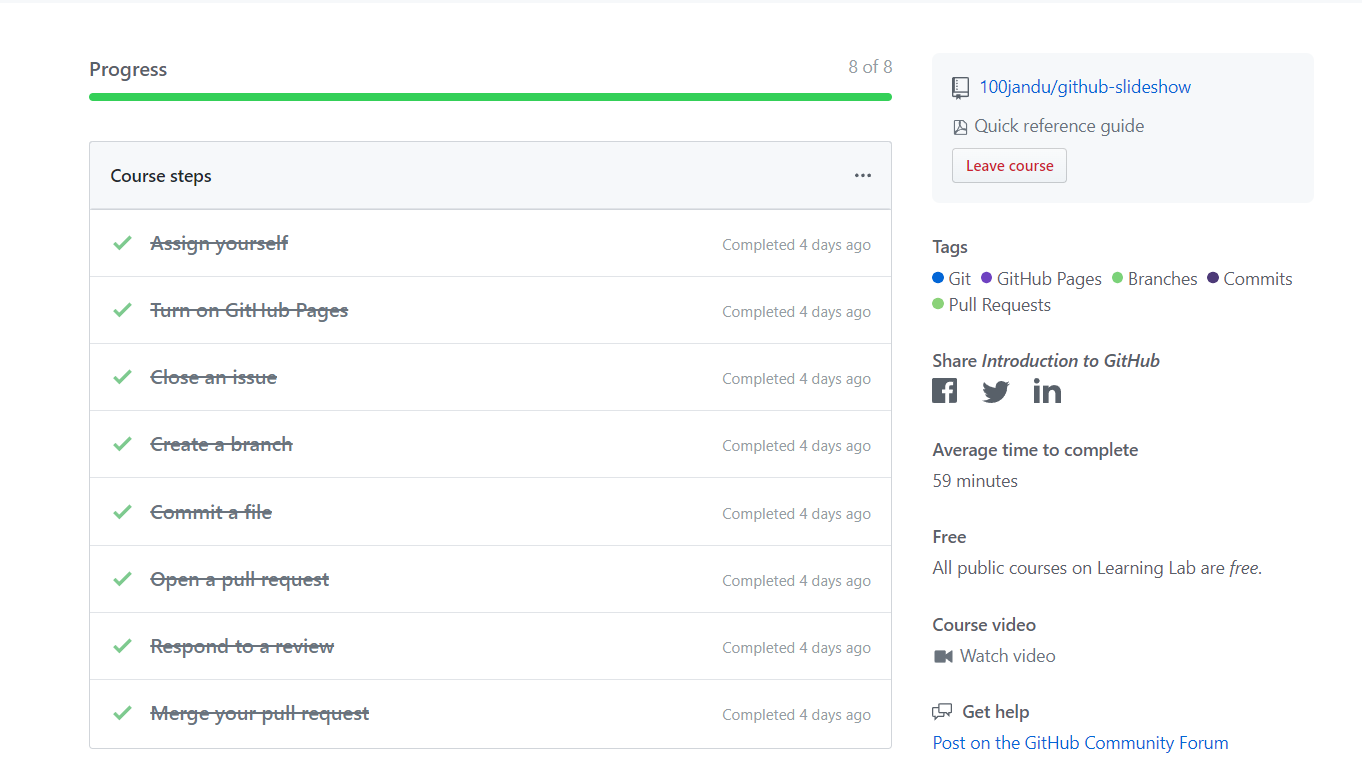 Progress
8 of 8
Course steps
Assign yourself
Completed 4 days ago
Turn on GitHub Pages
Completed 4 days ago
Close an issue
Completed 4 days ago
Create a branch
Completed 4 days ago
Commit a file
Completed 4 days ago
Open a pull request
Completed 4 days ago
Respond to a review
Completed 4 days ago
Merge your pull request
Completed 4 days ago
100jandu/github-slideshow
Quick reference guide
Leave course
Tags
Git GitHub Pages Branches Commits
Pull Requests
Share Introduction to GitHub
Average time to complete
59 minutes
Free
All public courses on Learning Lab are free.
Course video
Watch video
Get help
Post on the GitHub Community Forum